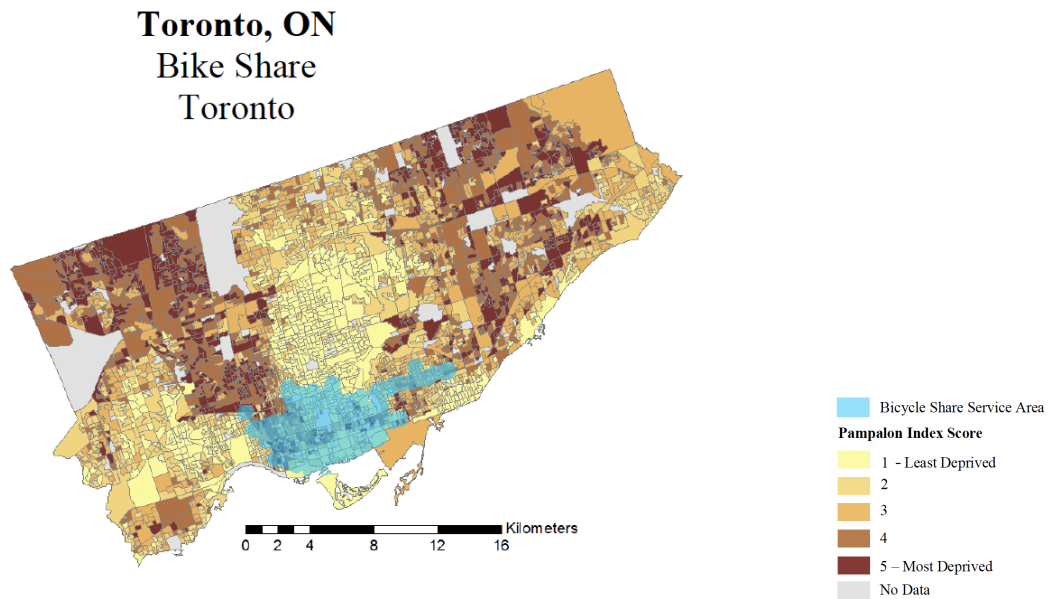 Toronto, ON
Bike Share
Toronto
Kilometers
0 1 2 4 8 12 16
Bicycle Share Service Area
Pampalon Index Score
1 - Least Deprived
2
3
4
5 – Most Deprived
No Data